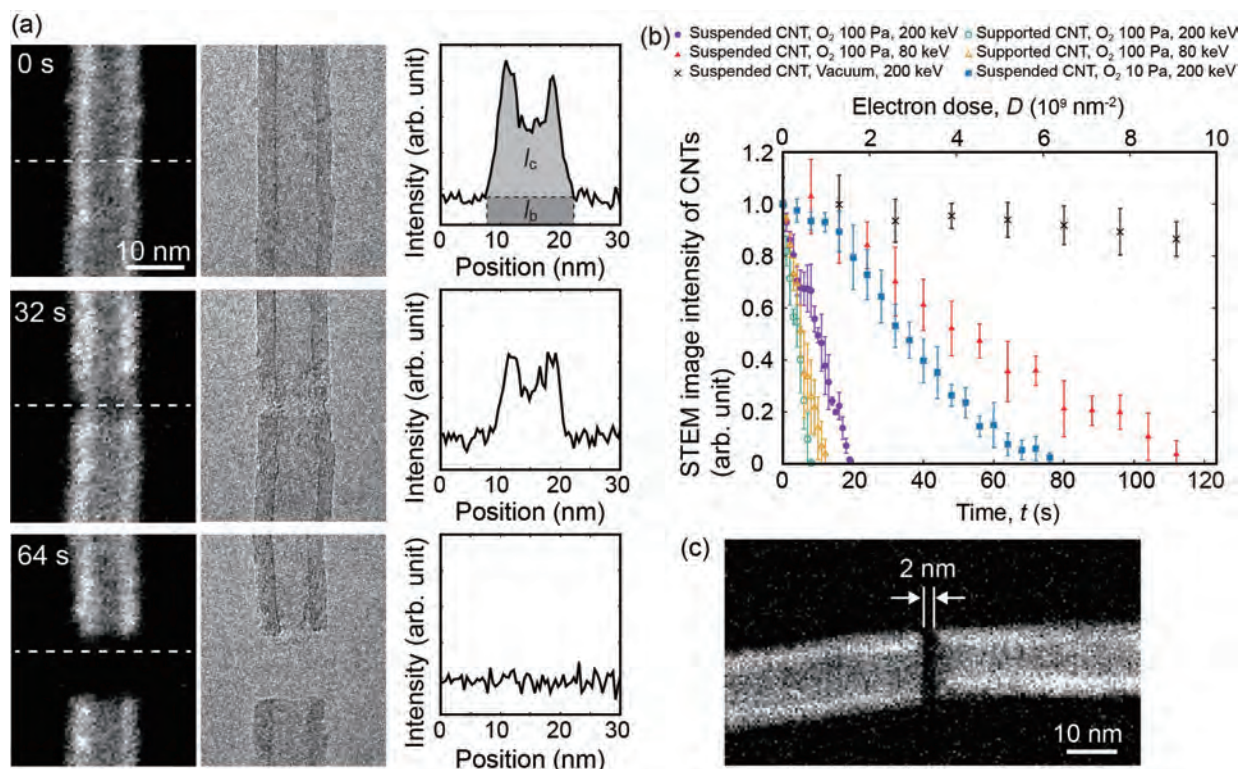 (a)
0 s
10 nm
Intensity (arb. unit)
I_c
I_b
0 10 20 30
Position (nm)
32 s
Intensity (arb. unit)
0 10 20 30
Position (nm)
64 s
Intensity (arb. unit)
0 10 20 30
Position (nm)
(b)
Suspended CNT, O₂ 100 Pa, 200 keV
Supported CNT, O₂ 100 Pa, 200 keV
Suspended CNT, O₂ 100 Pa, 80 keV
Supported CNT, O₂ 100 Pa, 80 keV
Suspended CNT, Vacuum, 200 keV
Suspended CNT, O₂ 10 Pa, 200 keV
Electron dose, D (10⁹ nm⁻²)
0 2 4 6 8 10
STEM image intensity of CNTs
(arb. unit)
1.2
1.0
0.8
0.6
0.4
0.2
0
0 20 40 60 80 100 120
Time, t (s)
(c)
2 nm
10 nm